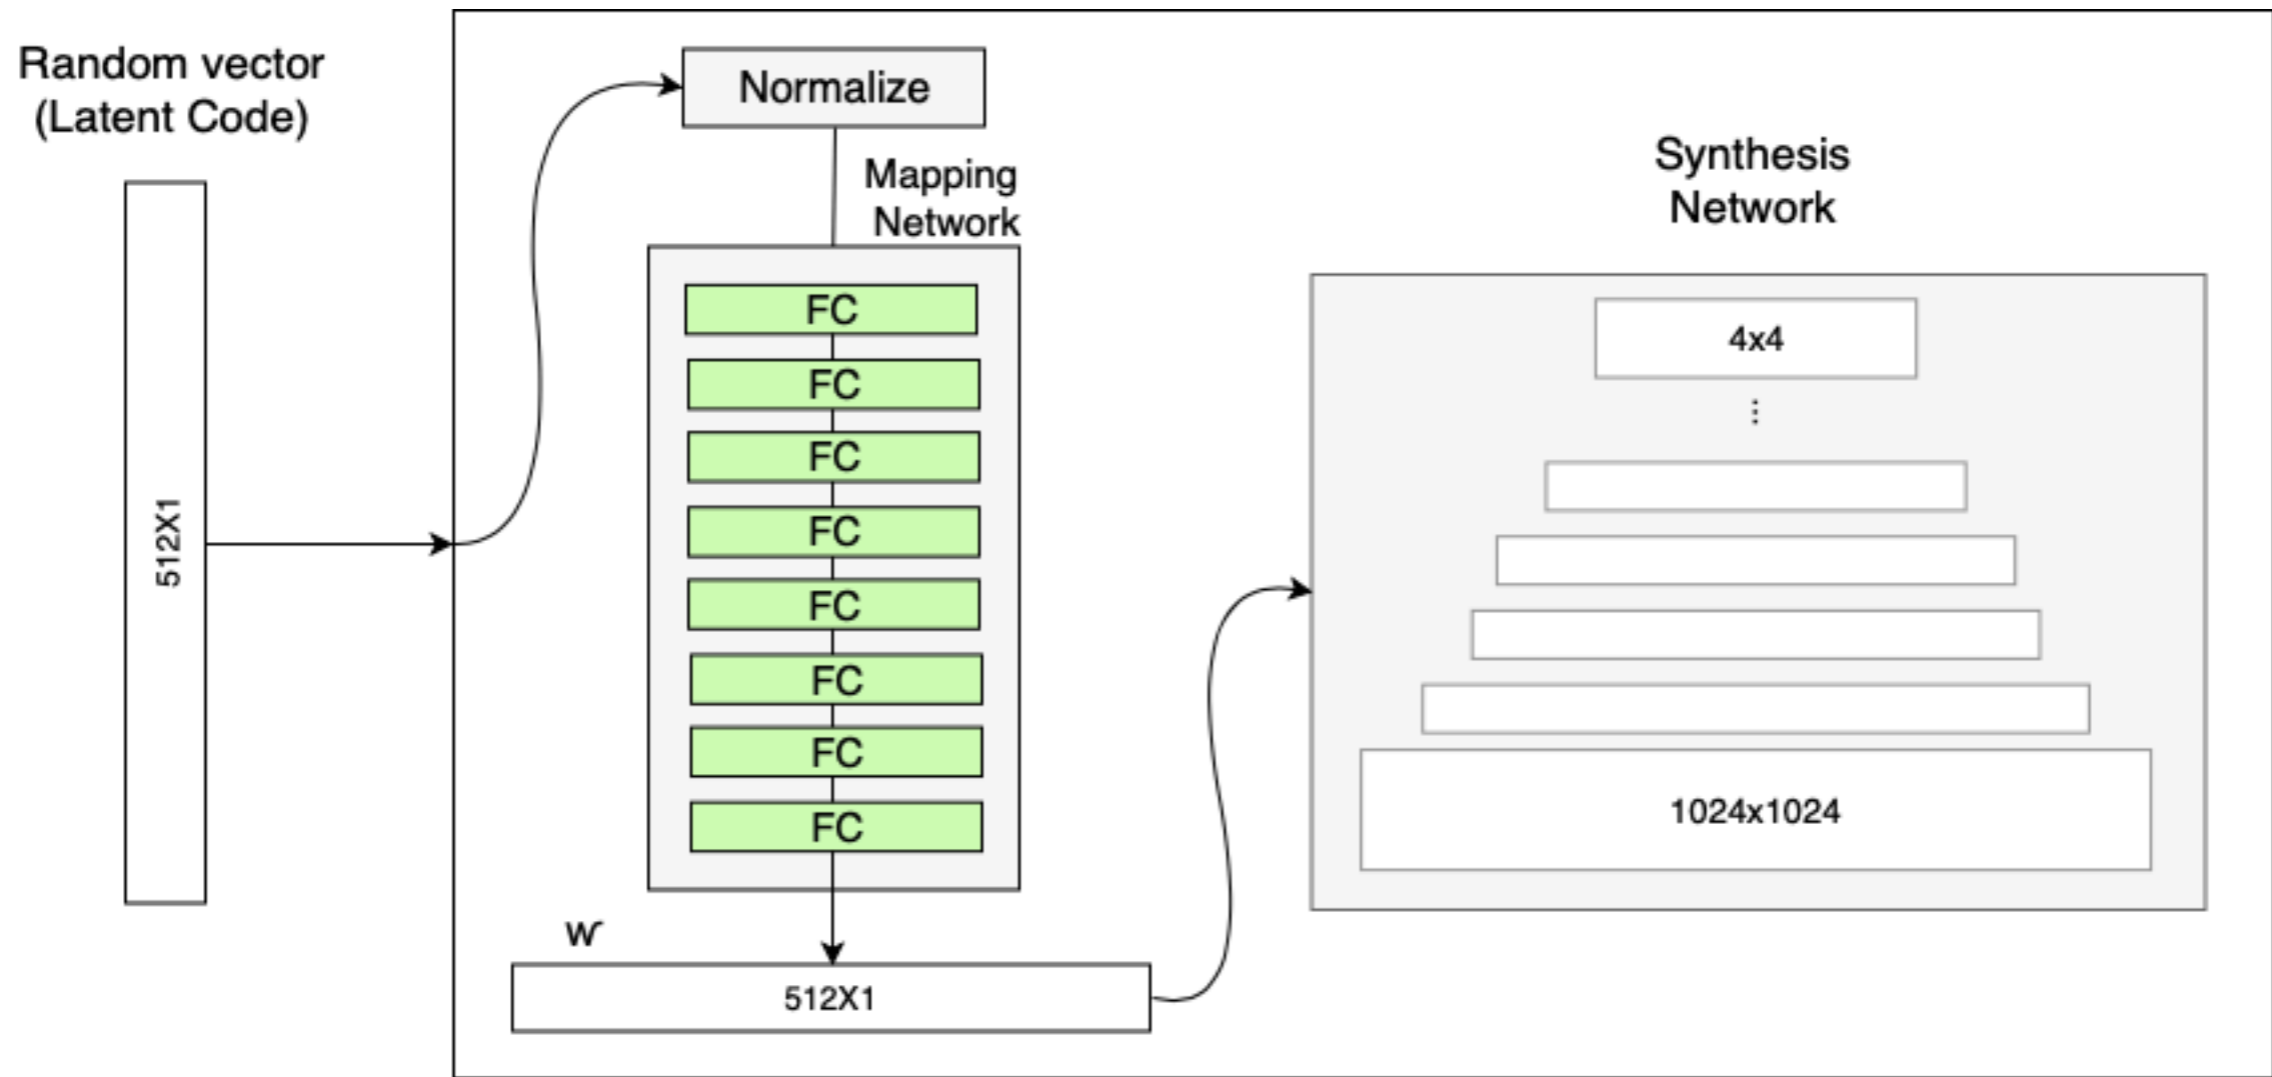 Random vector
(Latent Code)
512X1
Normalize
Mapping
Network
FC
FC
FC
FC
FC
FC
FC
FC
w
512X1
Synthesis
Network
4x4
⋮
1024x1024